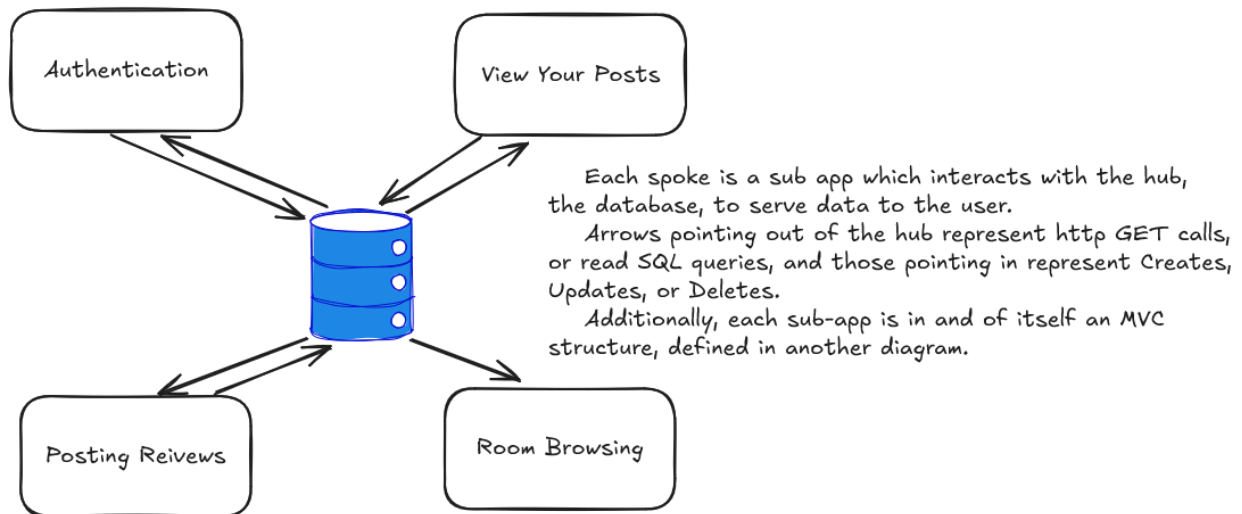 Authentication
View Your Posts
Each spoke is a sub app which interacts with the hub,
the database, to serve data to the user.
Arrows pointing out of the hub represent http GET calls,
or read SQL queries, and those pointing in represent Creates,
Updates, or Deletes.
Additionally, each sub-app is in and of itself an MVC
structure, defined in another diagram.
Posting Reivews
Room Browsing